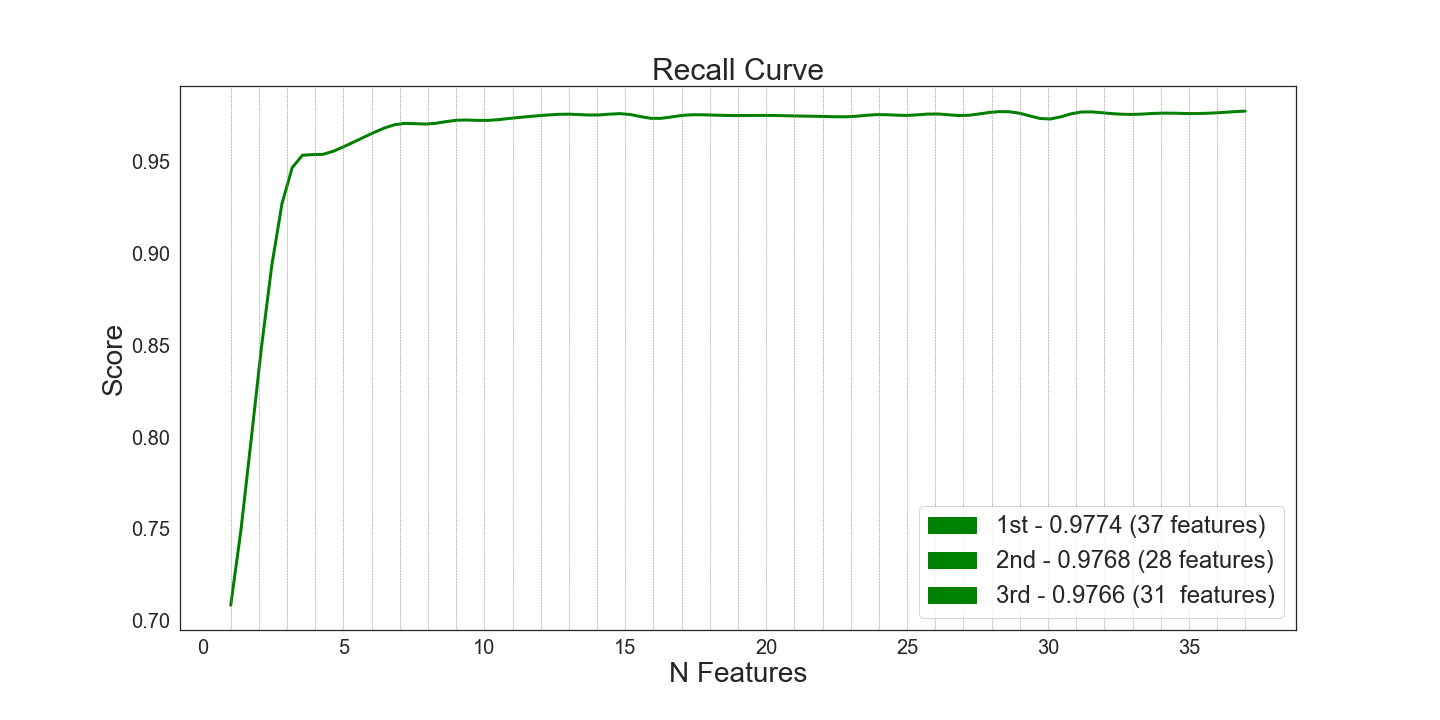 Recall Curve
0.95
0.90
0.85
0.80
0.75
0.70
Score
1st - 0.9774 (37 features)
2nd - 0.9768 (28 features)
3rd - 0.9766 (31  features)
0 5 10 15 20 25 30 35
N Features